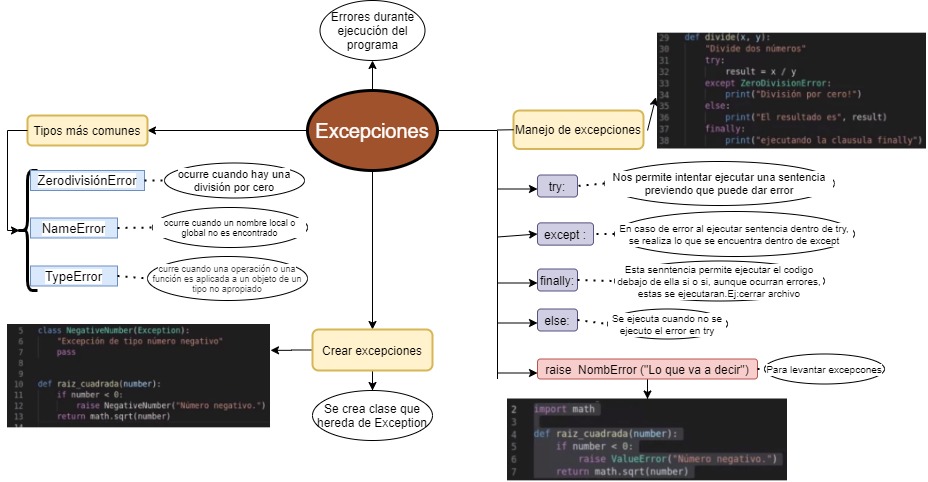 Errores durante
ejecución del
programa
Excepciones
Tipos más comunes
ZerodivisiónError
ocurre cuando hay una
división por cero
NameError
ocurre cuando un nombre local o
global no es encontrado
TypeError
ocurre cuando una operación o una
función es aplicada a un objeto de un
tipo no apropiado
Manejo de excepciones
29 def divide(x, y):
30 "Divide dos números"
31 try:
32 result = x / y
33 except ZeroDivisionError:
34 print("División por cero!")
35 else:
36 print("El resultado es", result)
37 finally:
38 print("ejecutando la clausula finally")
try:
Nos permite intentar ejecutar una sentencia
previendo que puede dar error
except :
En caso de error al ejecutar sentencia dentro de try,
se realiza lo que se encuentra dentro de except
finally:
Esta senntencia permite ejecutar el codigo
debajo de ella si o si, aunque ocurran errores,
estas se ejecutaran.Ej:cerrar archivo
else:
Se ejecuta cuando no se
ejecuto el error en try
raise NombError ("Lo que va a decir")
Para levantar excepcones
2 import math
3
4 def raiz_cuadrada(number):
5 if number < 0:
6 raise ValueError("Número negativo.")
7 return math.sqrt(number)
Crear excepciones
Se crea clase que
hereda de Exception
5 class NegativeNumber(Exception):
6 "Excepción de tipo número negativo"
7 pass
8
9
10 def raiz_cuadrada(number):
11 if number < 0:
12 raise NegativeNumber("Número negativo.")
13 return math.sqrt(number)